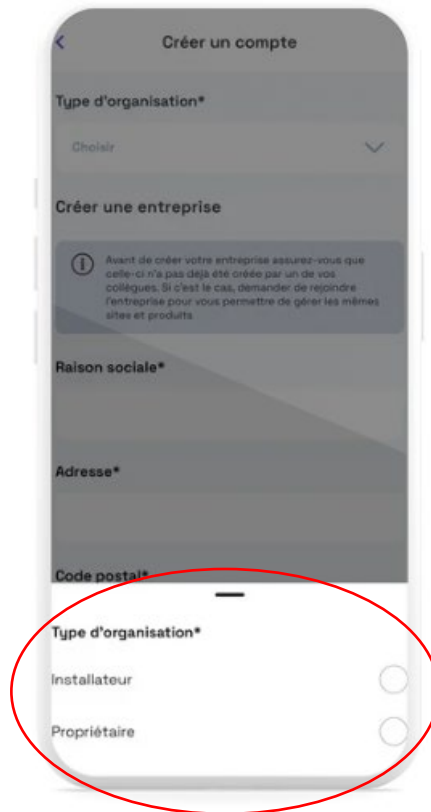 Créer un compte
Type d'organisation*
Choisir
Créer une entreprise
Avant de créer votre entreprise assurez-vous que
celle-ci n'a pas déjà été créée par un de vos
collègues. Si c'est le cas, demander de rejoindre
l'entreprise pour vous permettre de gérer les mêmes
sites et produits
Raison sociale*
Adresse*
Code postal*
Type d'organisation*
Installateur
Propriétaire